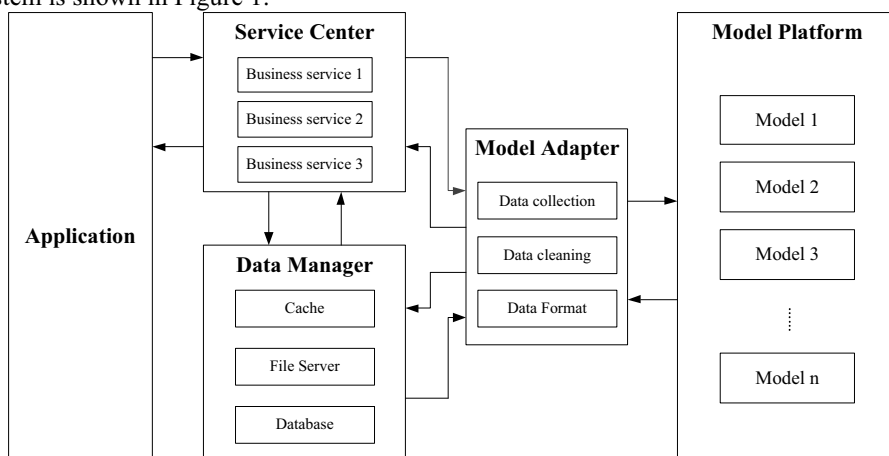 stem is shown in Figure 1.
Service Center
Business service 1
Business service 2
Business service 3
Application
Data Manager
Cache
File Server
Database
Model Adapter
Data collection
Data cleaning
Data Format
Model Platform
Model 1
Model 2
Model 3
Model n